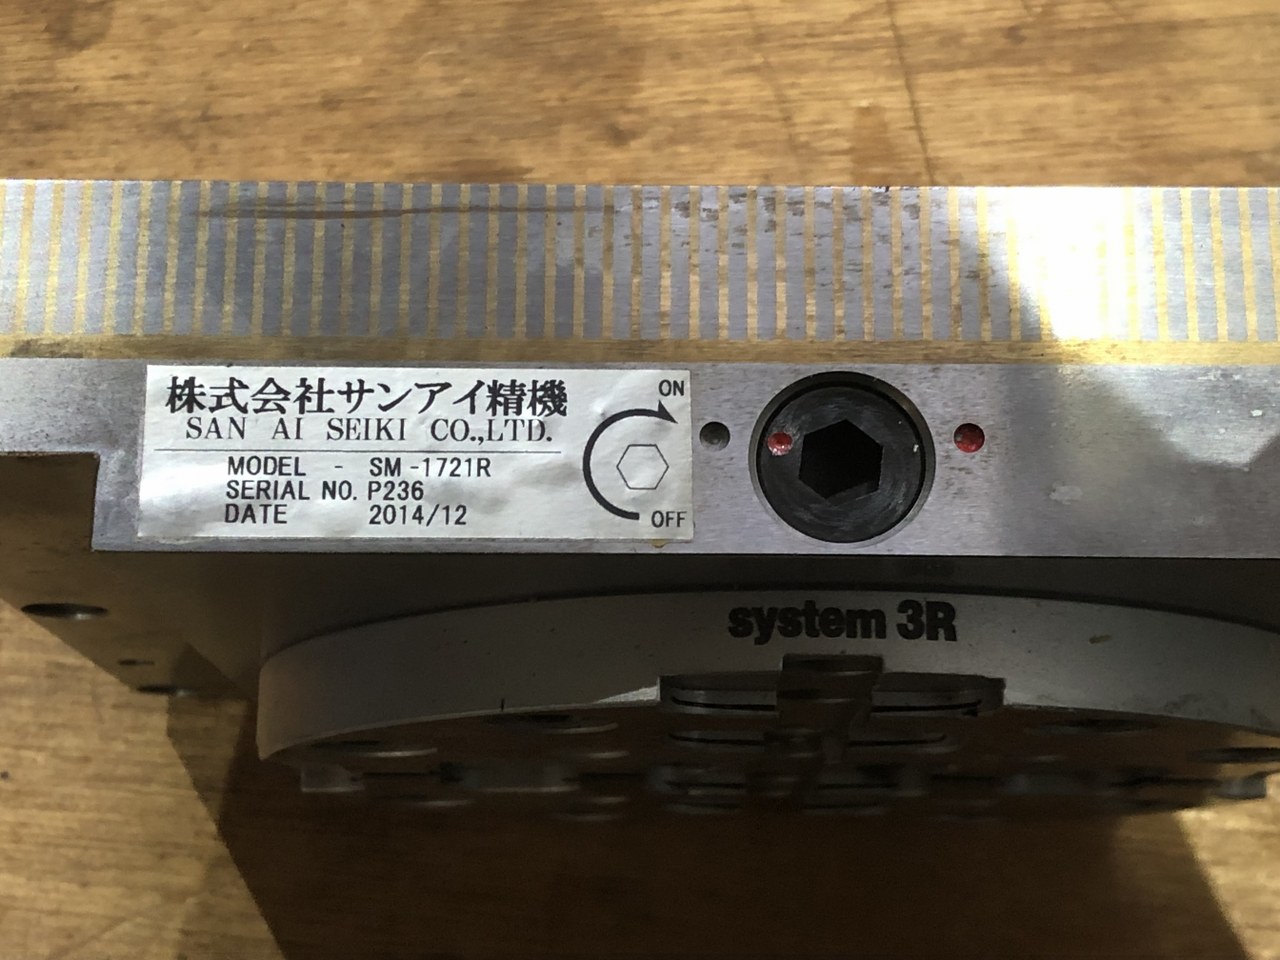 株式会社サンアイ精機
SAN AI SEIKI CO.,LTD.
MODEL - SM-1721R
SERIAL NO. P236
DATE 2014/12
ON
OFF
system 3R